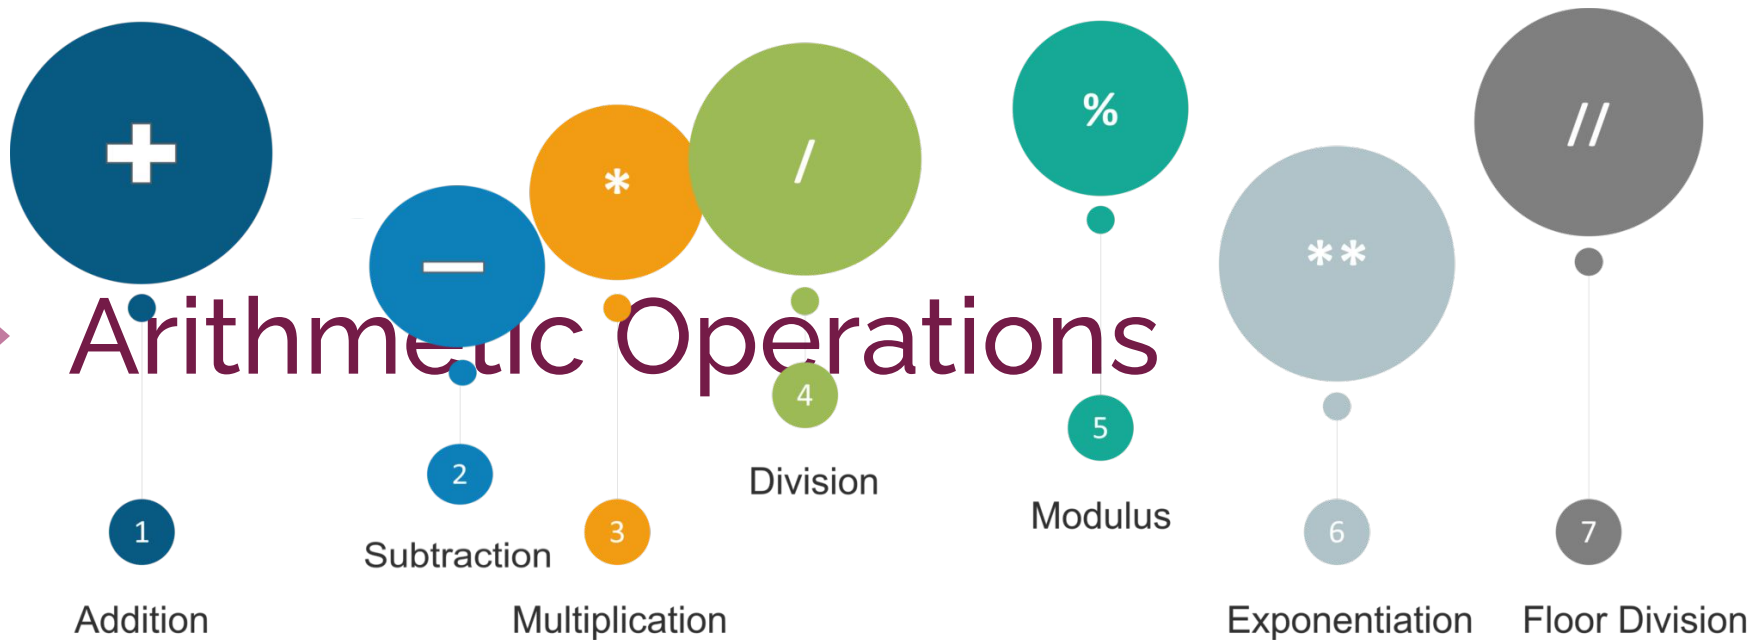 Arithmetic Operations
+
1
Addition
−
2
Subtraction
*
3
Multiplication
/
4
Division
%
5
Modulus
**
6
Exponentiation
//
7
Floor Division